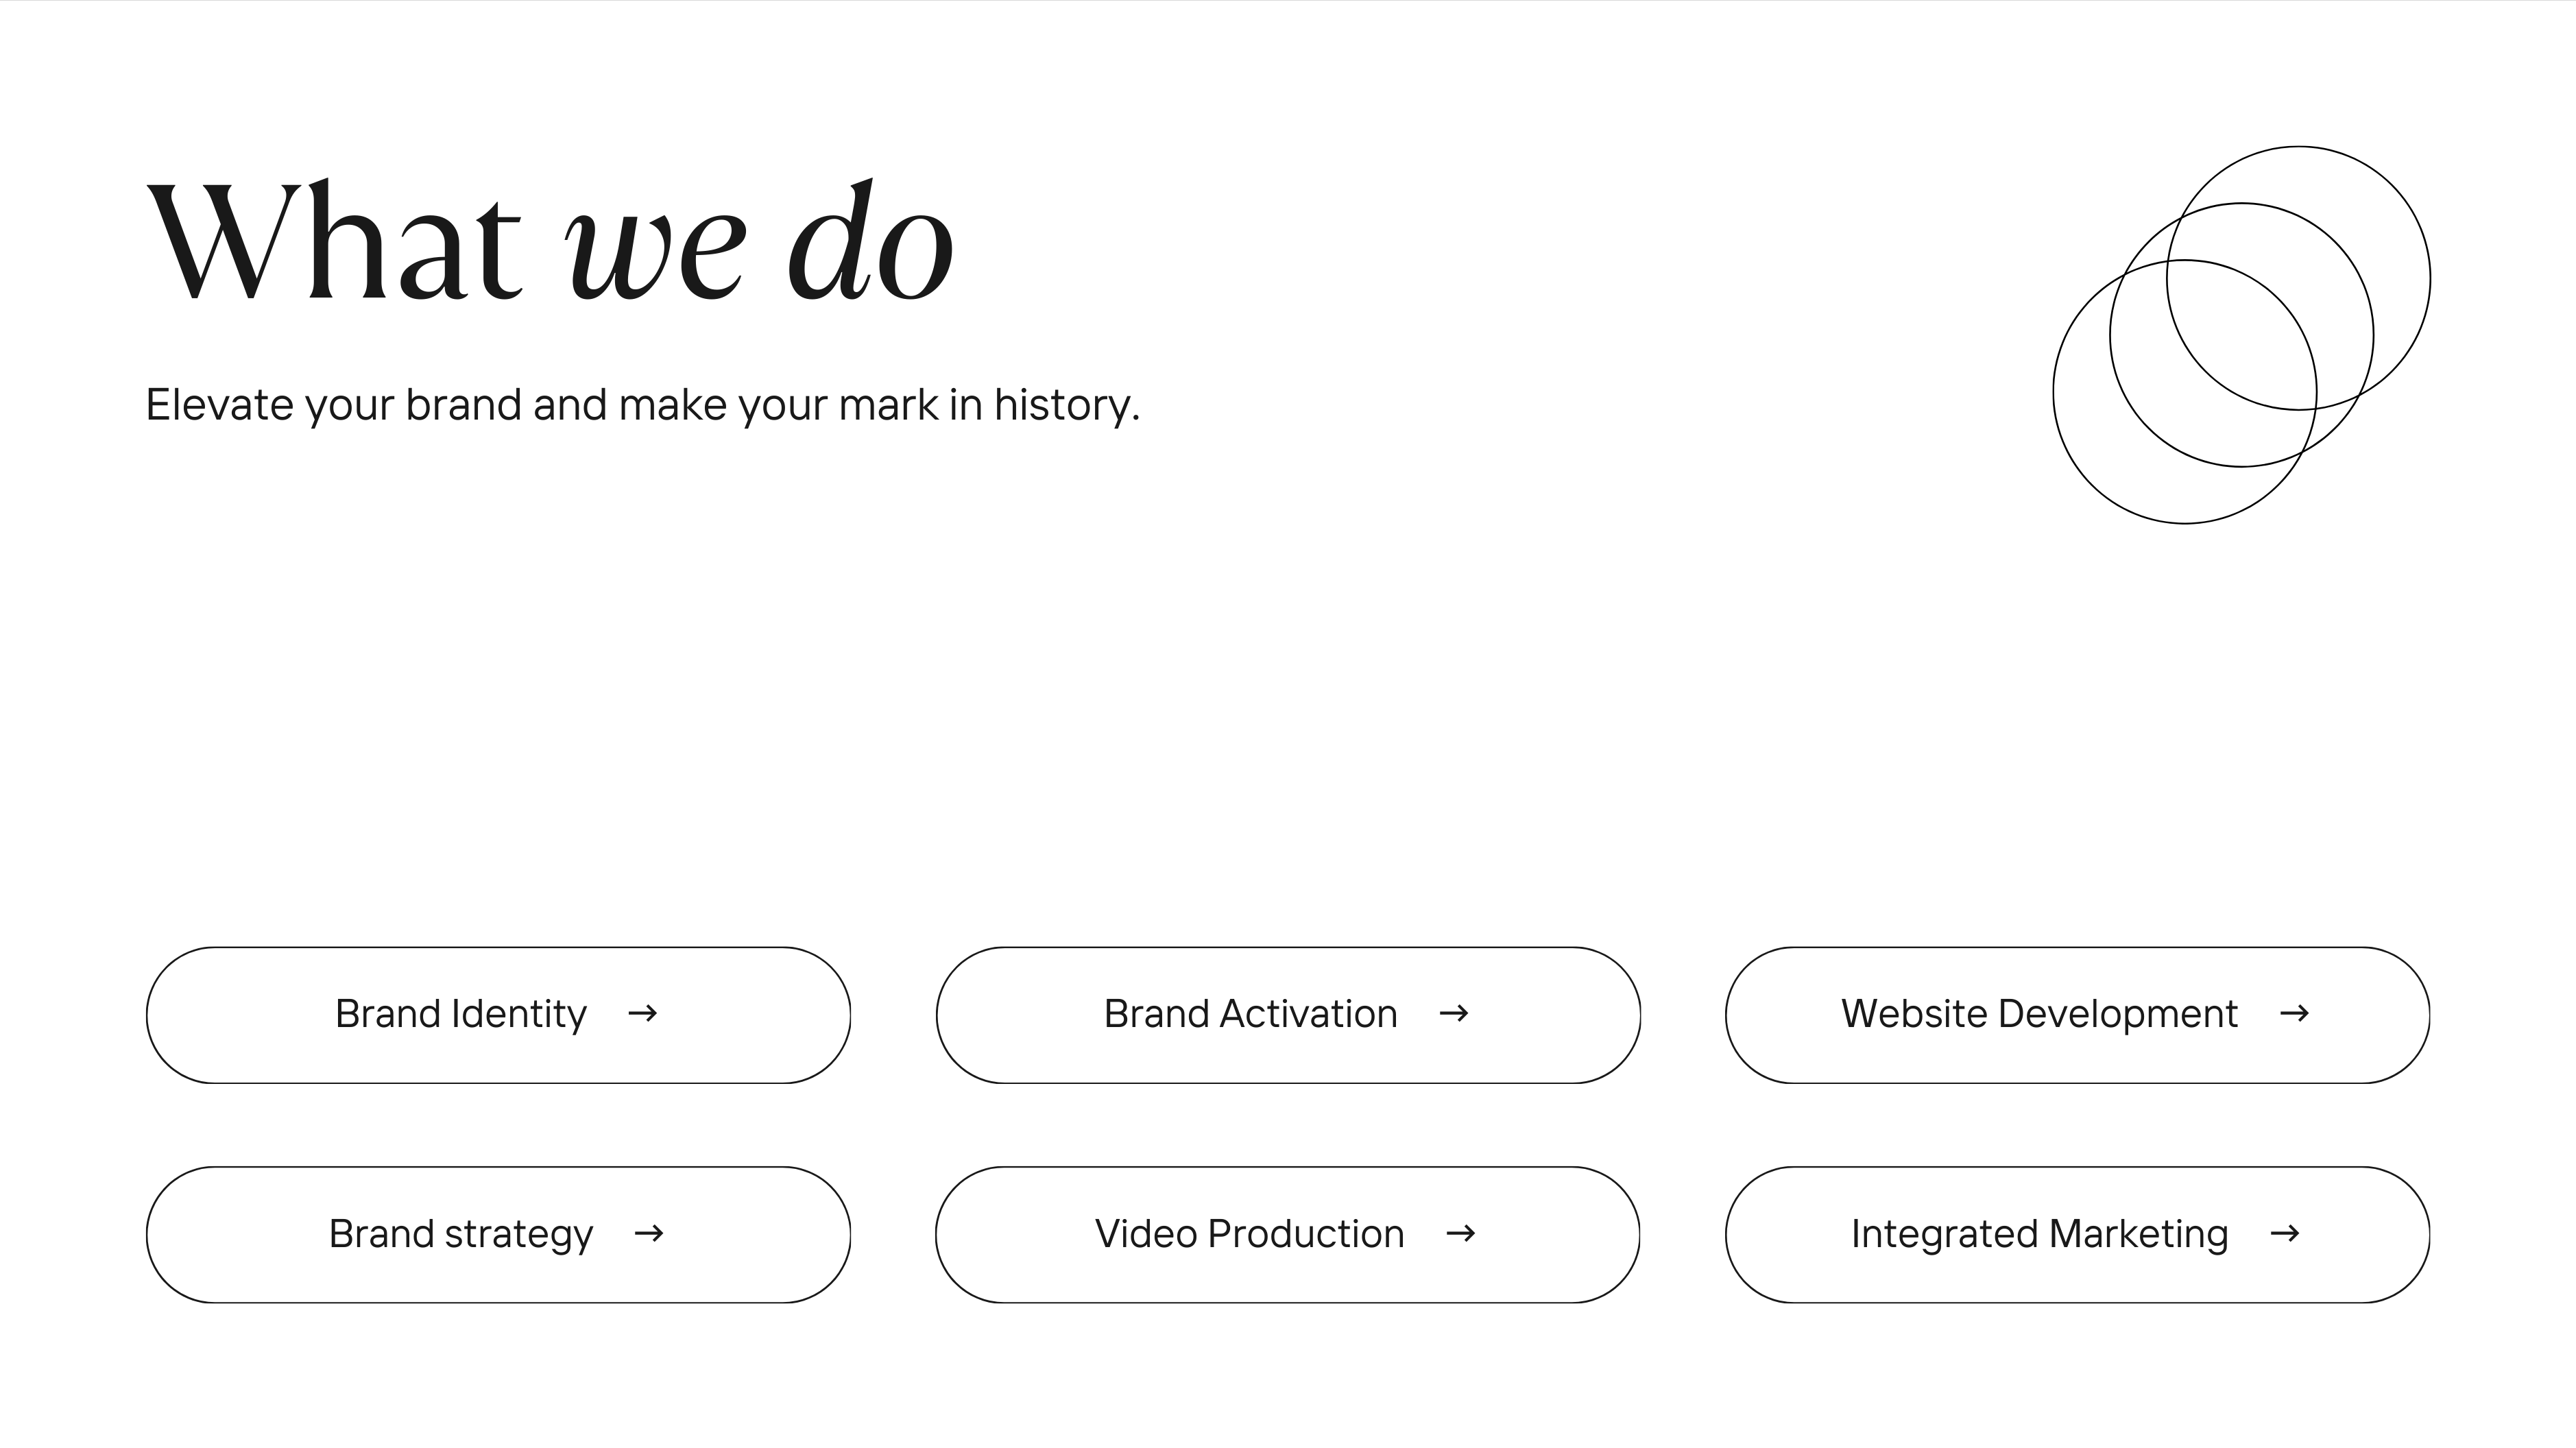 What we do
Elevate your brand and make your mark in history.
Brand Identity →
Brand Activation →
Website Development →
Brand strategy →
Video Production →
Integrated Marketing →